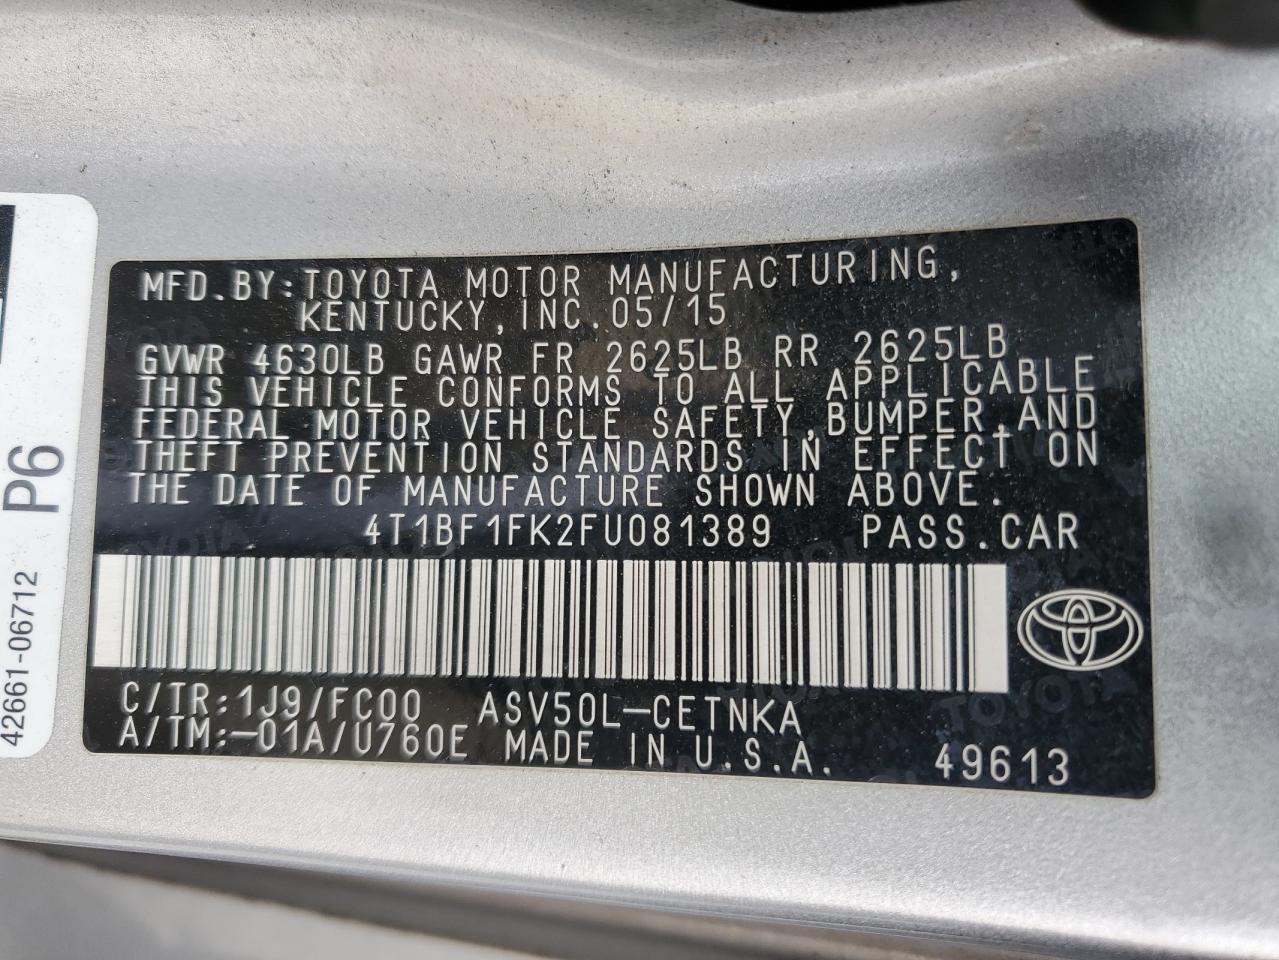 MFD.BY:TOYOTA MOTOR MANUFACTURING,
KENTUCKY,INC.05/15
GVWR 4630LB GAWR FR 2625LB RR 2625LB
THIS VEHICLE CONFORMS TO ALL APPLICABLE
FEDERAL MOTOR VEHICLE SAFETY,BUMPER,AND
THEFT PREVENTION STANDARDS IN EFFECT ON
THE DATE OF MANUFACTURE SHOWN ABOVE.
4T1BF1FK2FU081389 PASS.CAR
C/TR:1J9/FC00 ASV50L-CETNKA
A/TM:-01A/U760E MADE IN U.S.A. 49613
TOYOTA
42661-06712 P6